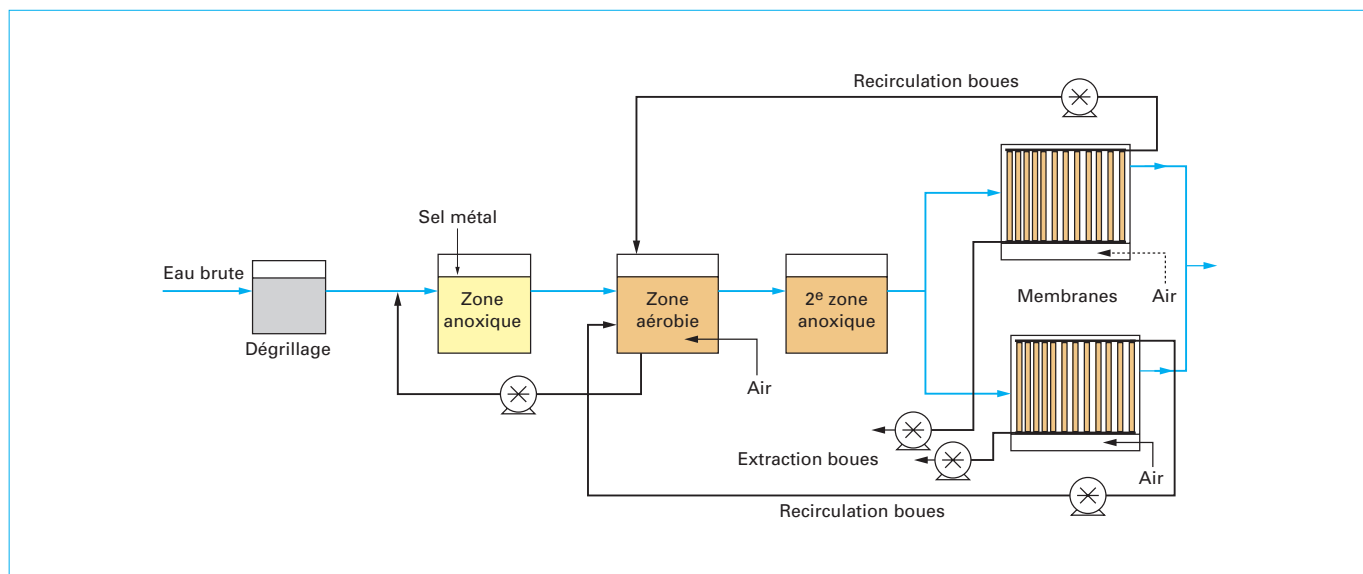 Recirculation boues
Sel métal
Eau brute
Dégrillage
Zone
anoxique
Zone
aérobie
Air
2e zone
anoxique
Membranes
Air
Extraction boues
Air
Recirculation boues